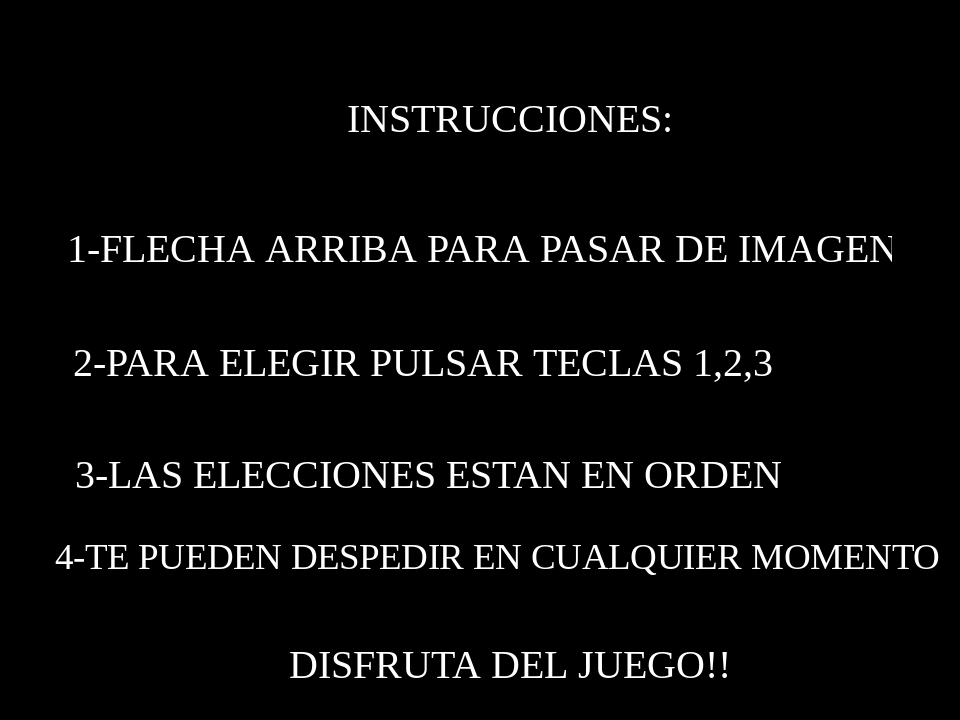 INSTRUCCIONES:
1-FLECHA ARRIBA PARA PASAR DE IMAGEN
2-PARA ELEGIR PULSAR TECLAS 1,2,3
3-LAS ELECCIONES ESTAN EN ORDEN
4-TE PUEDEN DESPEDIR EN CUALQUIER MOMENTO
DISFRUTA DEL JUEGO!!